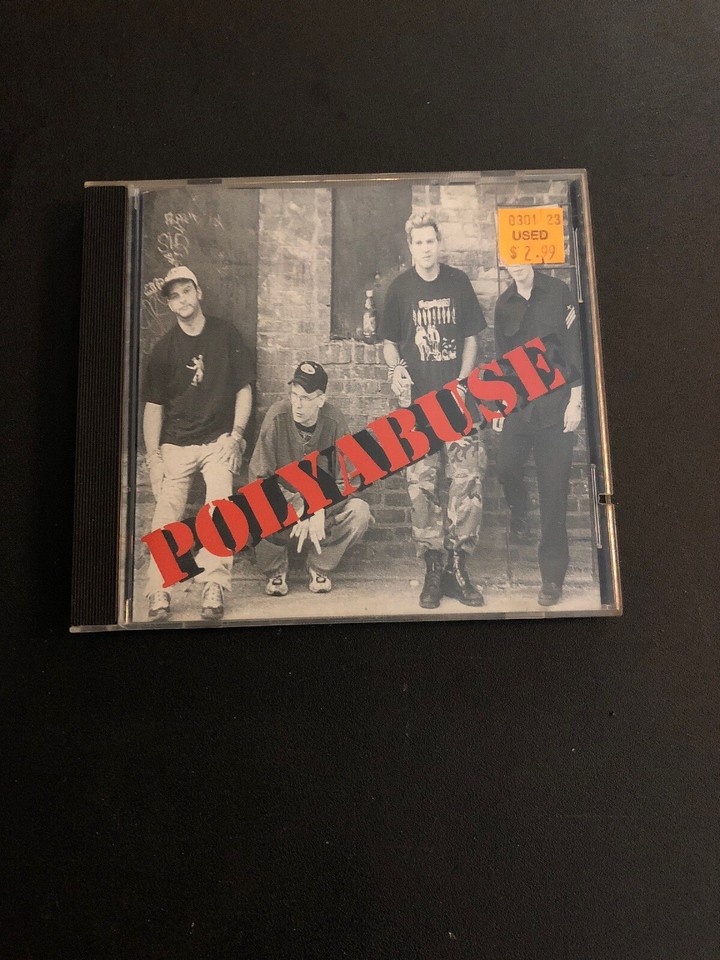 0301 23
USED
$2.99
POLYABUSE